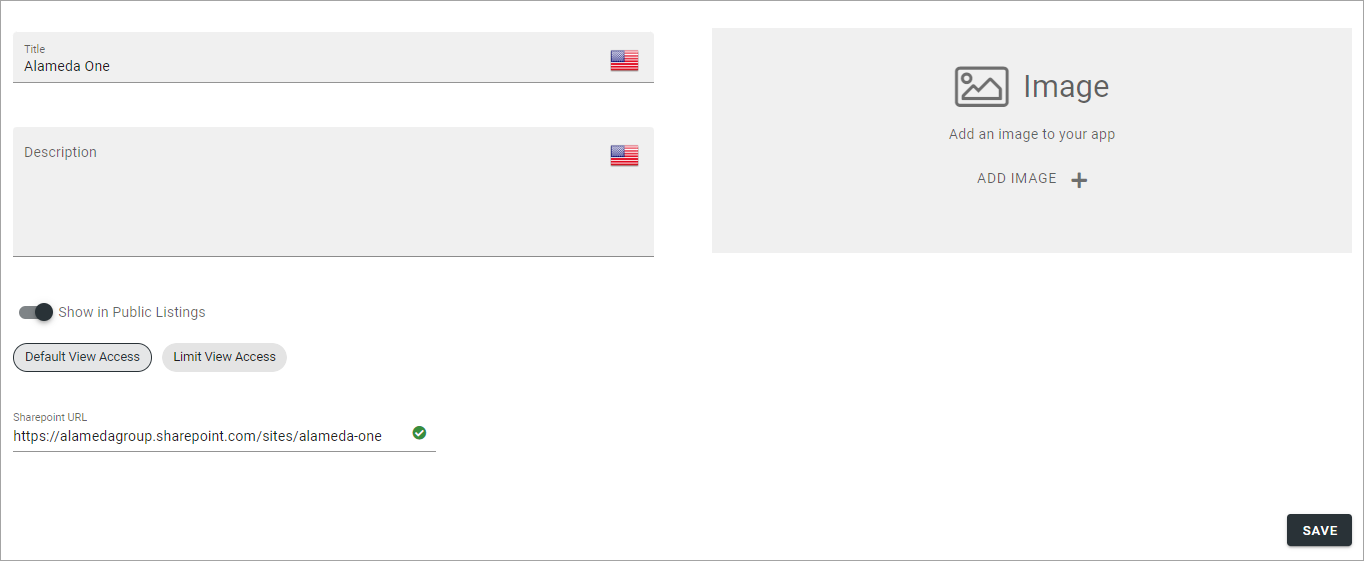 Title
Alameda One
Description
Show in Public Listings
Default View Access
Limit View Access
Sharepoint URL
https://alamedagroup.sharepoint.com/sites/alameda-one
Image
Add an image to your app
ADD IMAGE
SAVE